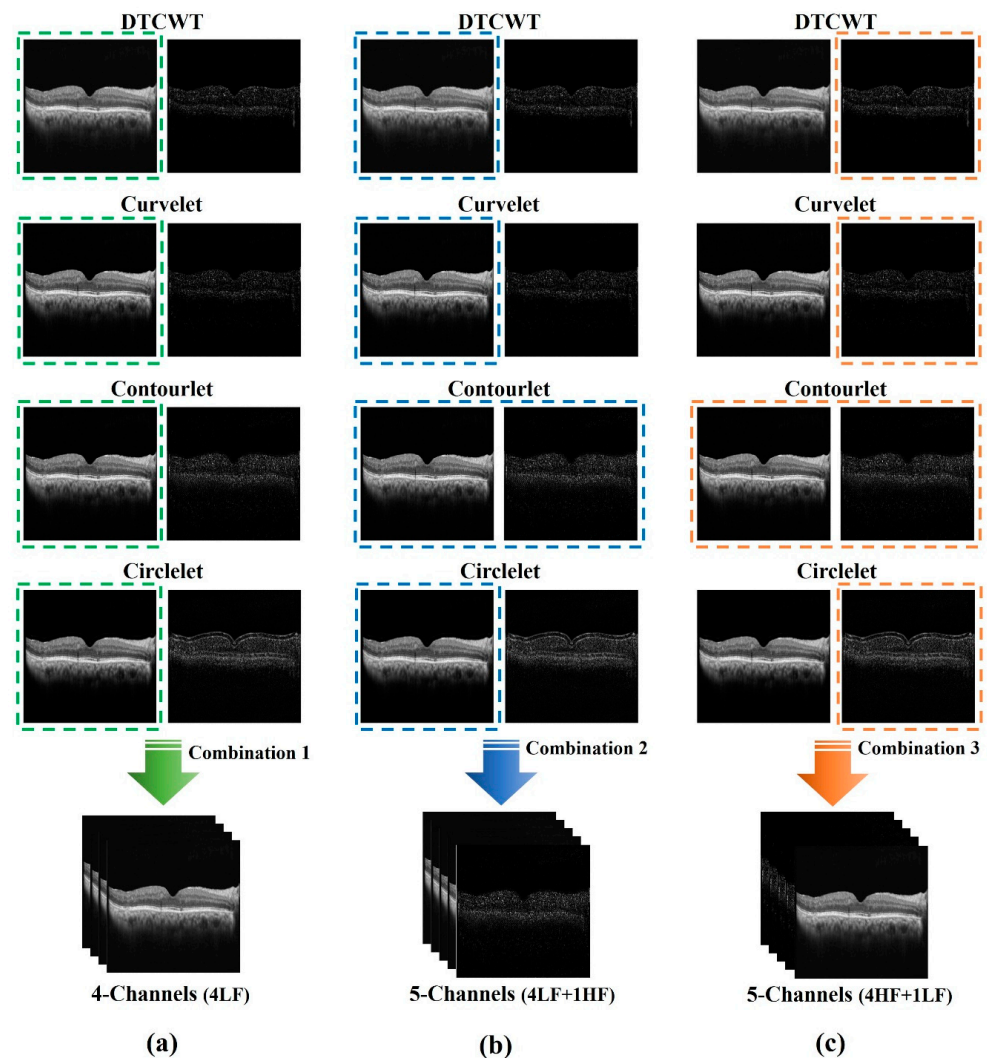 DTCWT DTCWT DTCWT
Curvelet Curvelet Curvelet
Contourlet Contourlet Contourlet
Circlelet Circlelet Circlelet
Combination 1 Combination 2 Combination 3
4-Channels (4LF) 5-Channels (4LF+1HF) 5-Channels (4HF+1LF)
(a) (b) (c)